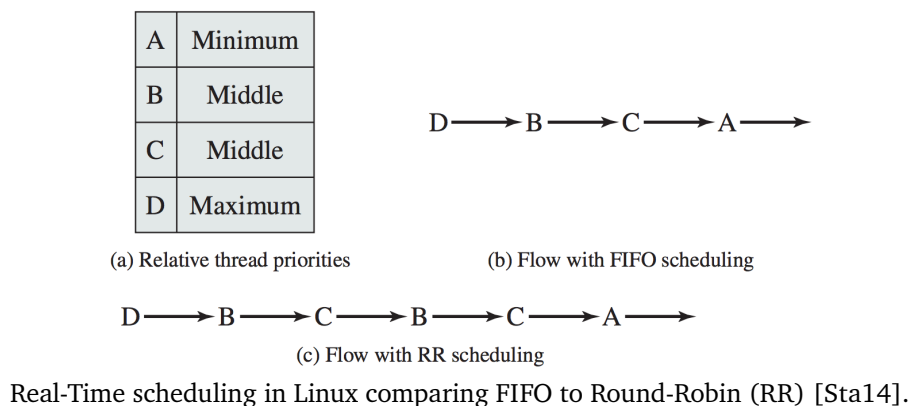 A Minimum
B Middle
C Middle
D Maximum
(a) Relative thread priorities
D B C A
(b) Flow with FIFO scheduling
D B C B C A
(c) Flow with RR scheduling
Real-Time scheduling in Linux comparing FIFO to Round-Robin (RR) [Sta14].